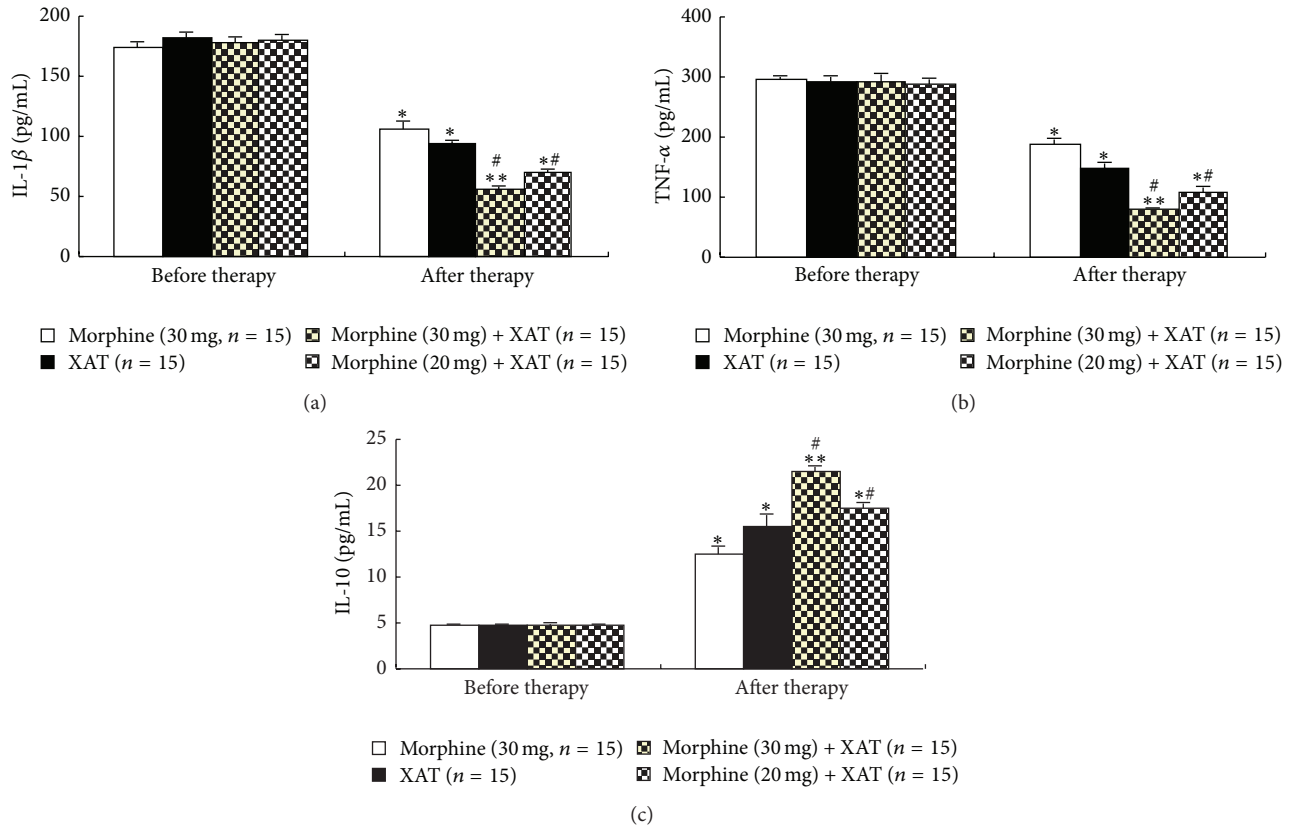 200
150
100
50
0
IL-1β (pg/mL)
*
*
#
**
*#
Before therapy
After therapy
Morphine (30 mg, n = 15)
XAT (n = 15)
Morphine (30 mg) + XAT (n = 15)
Morphine (20 mg) + XAT (n = 15)
(a)
400
300
200
100
0
TNF-α (pg/mL)
*
*
#
**
*#
Before therapy
After therapy
Morphine (30 mg, n = 15)
XAT (n = 15)
Morphine (30 mg) + XAT (n = 15)
Morphine (20 mg) + XAT (n = 15)
(b)
25
20
15
10
5
0
IL-10 (pg/mL)
*
*
#
**
*#
Before therapy
After therapy
Morphine (30 mg, n = 15)
XAT (n = 15)
Morphine (30 mg) + XAT (n = 15)
Morphine (20 mg) + XAT (n = 15)
(c)